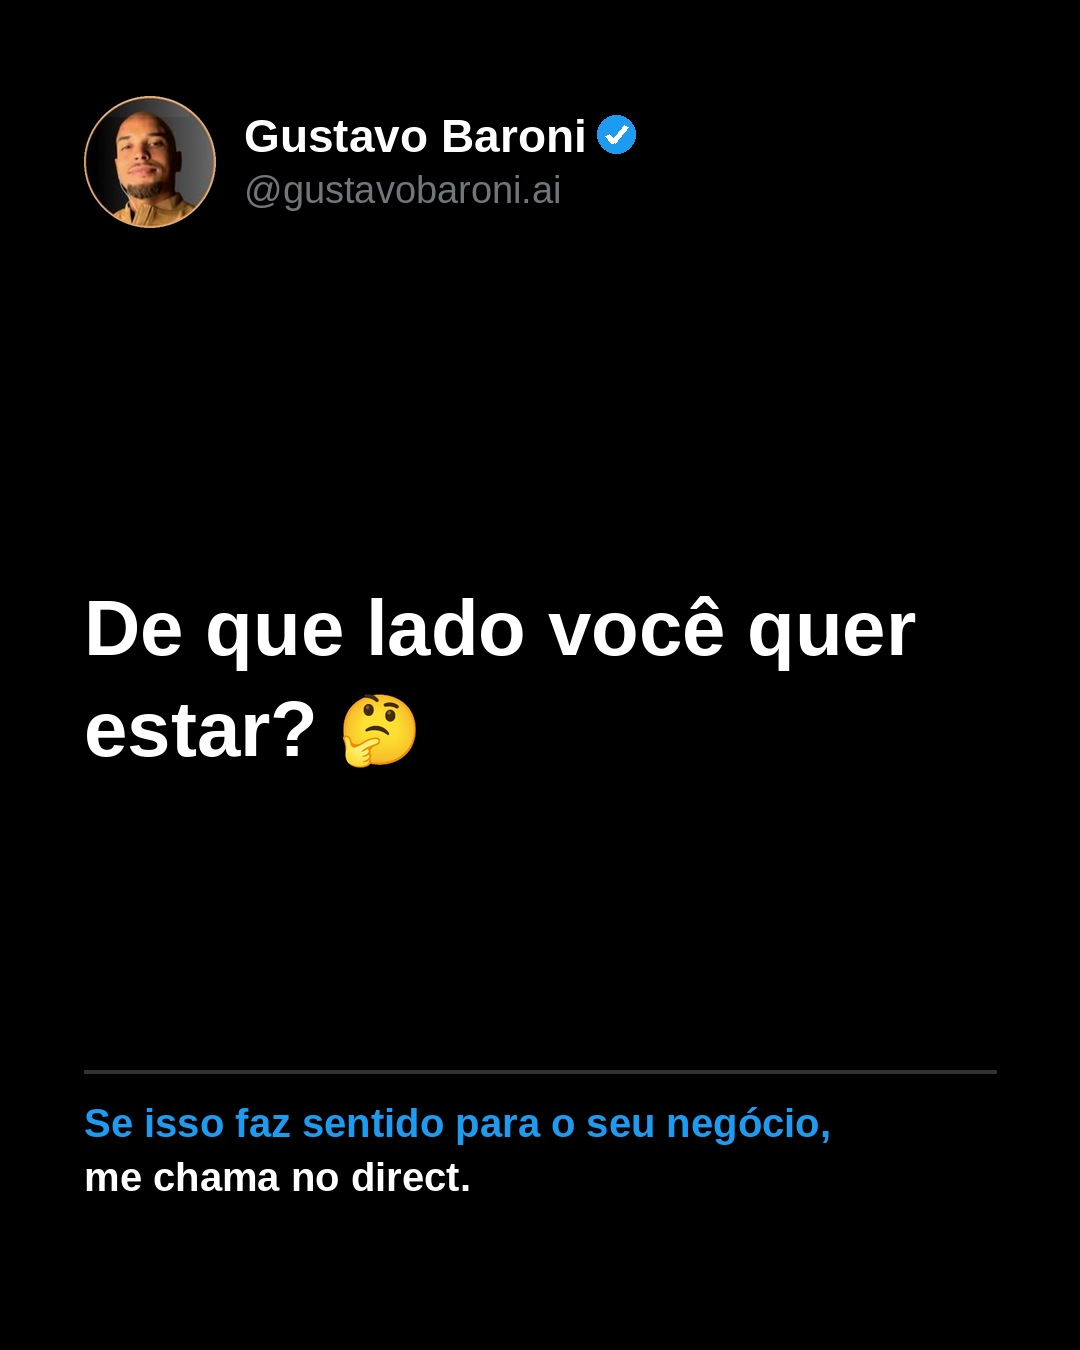 Gustavo Baroni
@gustavobaroni.ai
De que lado você quer
estar? 🤔
Se isso faz sentido para o seu negócio,
me chama no direct.